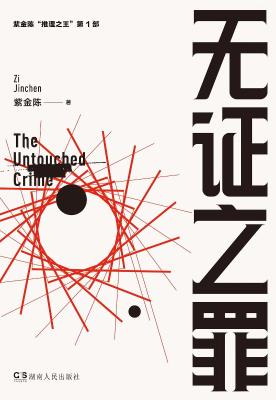 紫金陈“推理之王”第1部
无证之罪
Zi
Jinchen
紫金陈——著
The
Untouched
Crime
湖南人民出版社